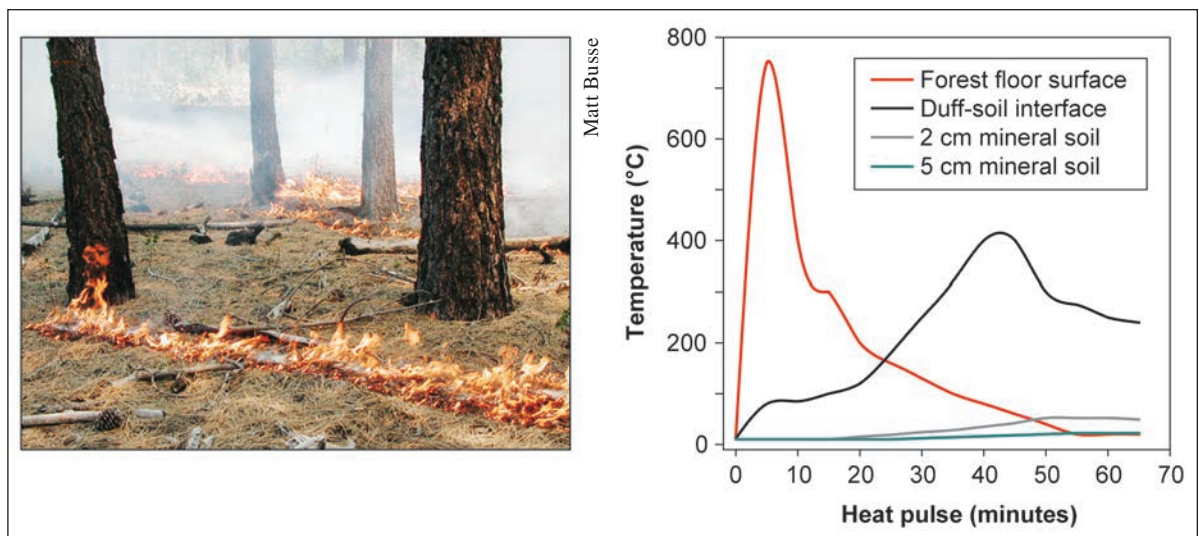 Matt Busse
800
600
400
200
0
Temperature (°C)
Forest floor surface
Duff-soil interface
2 cm mineral soil
5 cm mineral soil
0 10 20 30 40 50 60 70
Heat pulse (minutes)